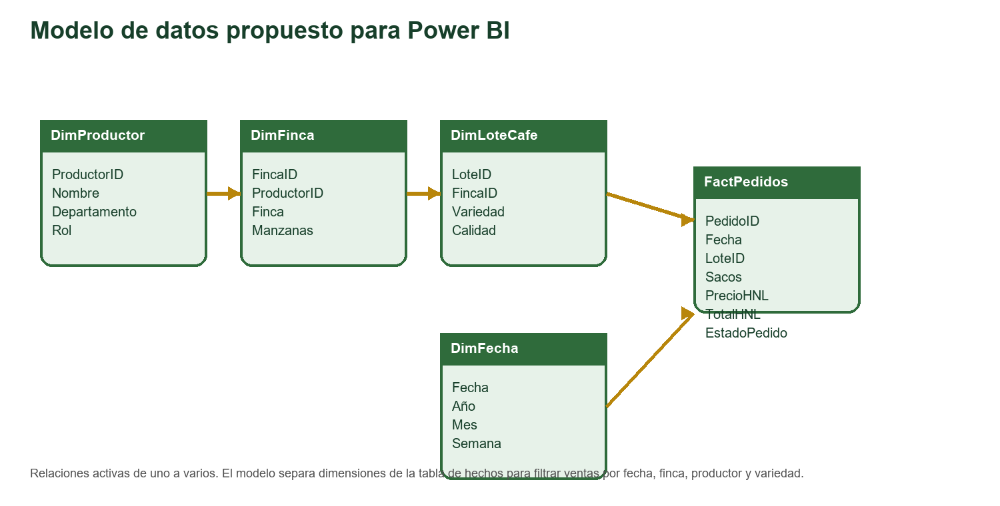 Modelo de datos propuesto para Power BI
DimProductor
ProductorID
Nombre
Departamento
Rol
DimFinca
FincaID
ProductorID
Finca
Manzanas
DimLoteCafe
LoteID
FincaID
Variedad
Calidad
FactPedidos
PedidoID
Fecha
LoteID
Sacos
PrecioHNL
TotalHNL
EstadoPedido
DimFecha
Fecha
Año
Mes
Semana
Relaciones activas de uno a varios. El modelo separa dimensiones de la tabla de hechos para filtrar ventas por fecha, finca, productor y variedad.